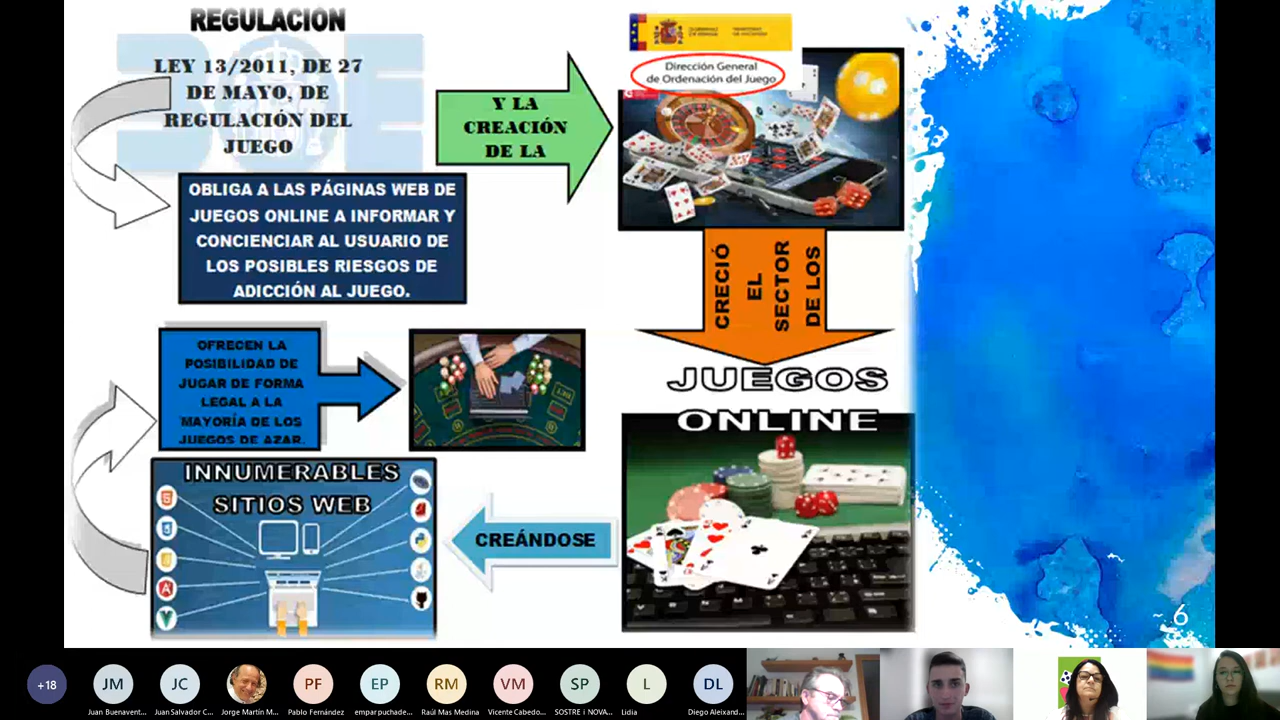 REGULACIÓN
LEY 13/2011, DE 27
DE MAYO, DE
REGULACIÓN DEL
JUEGO
OBLIGA A LAS PÁGINAS WEB DE
JUEGOS ONLINE A INFORMAR Y
CONCIENCIAR AL USUARIO DE
LOS POSIBLES RIESGOS DE
ADICCIÓN AL JUEGO.
Y LA
CREACIÓN
DE LA
Dirección General
de Ordenación del Juego
CRECIÓ
EL
SECTOR
DE LOS
JUEGOS
ONLINE
CREÁNDOSE
INNUMERABLES
SITIOS WEB
OFRECEN LA
POSIBILIDAD DE
JUGAR DE FORMA
LEGAL A LA
MAYORÍA DE LOS
JUEGOS DE AZAR.
6
+18
JM
JC
PF
EP
RM
VM
SP
L
DL
Juan Buenavent...
Juan Salvador C...
Jorge Martín M...
Pablo Fernández
emparpuchade...
Raúl Mas Medina
Vicente Cabedo...
SOSTRE i NOVA...
Lidia
Diego Aleixand...